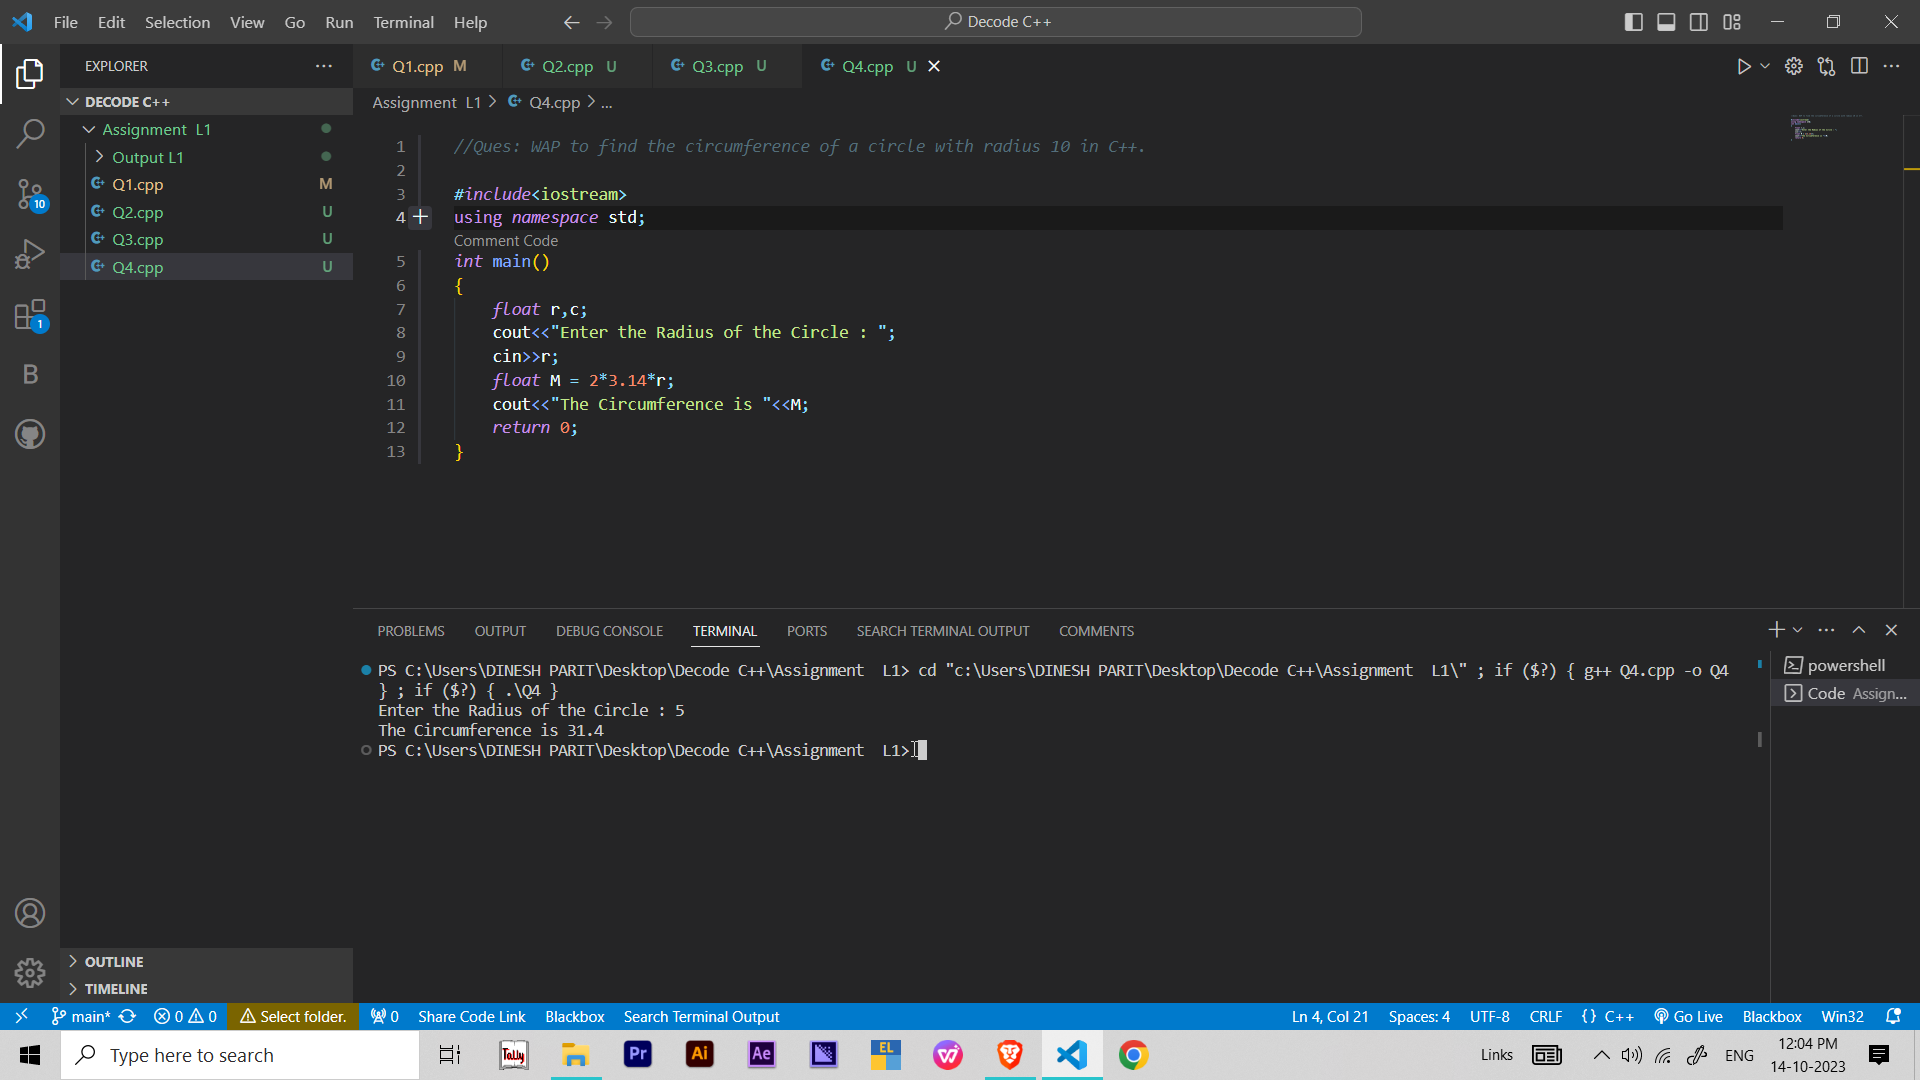 File Edit Selection View Go Run Terminal Help
Decode C++
EXPLORER
Q1.cpp M
Q2.cpp U
Q3.cpp U
Q4.cpp U
DECODE C++
Assignment L1
Output L1
Q1.cpp M
Q2.cpp U
Q3.cpp U
Q4.cpp U
Assignment L1 > Q4.cpp > ...
1 //Ques: WAP to find the circumference of a circle with radius 10 in C++.
2
3 #include<iostream>
4 using namespace std;
Comment Code
5 int main()
6 {
7 float r,c;
8 cout<<"Enter the Radius of the Circle : ";
9 cin>>r;
10 float M = 2*3.14*r;
11 cout<<"The Circumference is "<<M;
12 return 0;
13 }
10
1
B
PROBLEMS OUTPUT DEBUG CONSOLE TERMINAL PORTS SEARCH TERMINAL OUTPUT COMMENTS
PS C:\Users\DINESH PARIT\Desktop\Decode C++\Assignment  L1> cd "c:\Users\DINESH PARIT\Desktop\Decode C++\Assignment  L1\" ; if ($?) { g++ Q4.cpp -o Q4
} ; if ($?) { .\Q4 }
Enter the Radius of the Circle : 5
The Circumference is 31.4
PS C:\Users\DINESH PARIT\Desktop\Decode C++\Assignment  L1>
powershell
Code Assign...
OUTLINE
TIMELINE
main* 0 0 Select folder. 0 Share Code Link Blackbox Search Terminal Output
Ln 4, Col 21 Spaces: 4 UTF-8 CRLF {} C++ Go Live Blackbox Win32
Type here to search
Tally
Pr
Ai
Ae
EL
Links
ENG
12:04 PM
14-10-2023